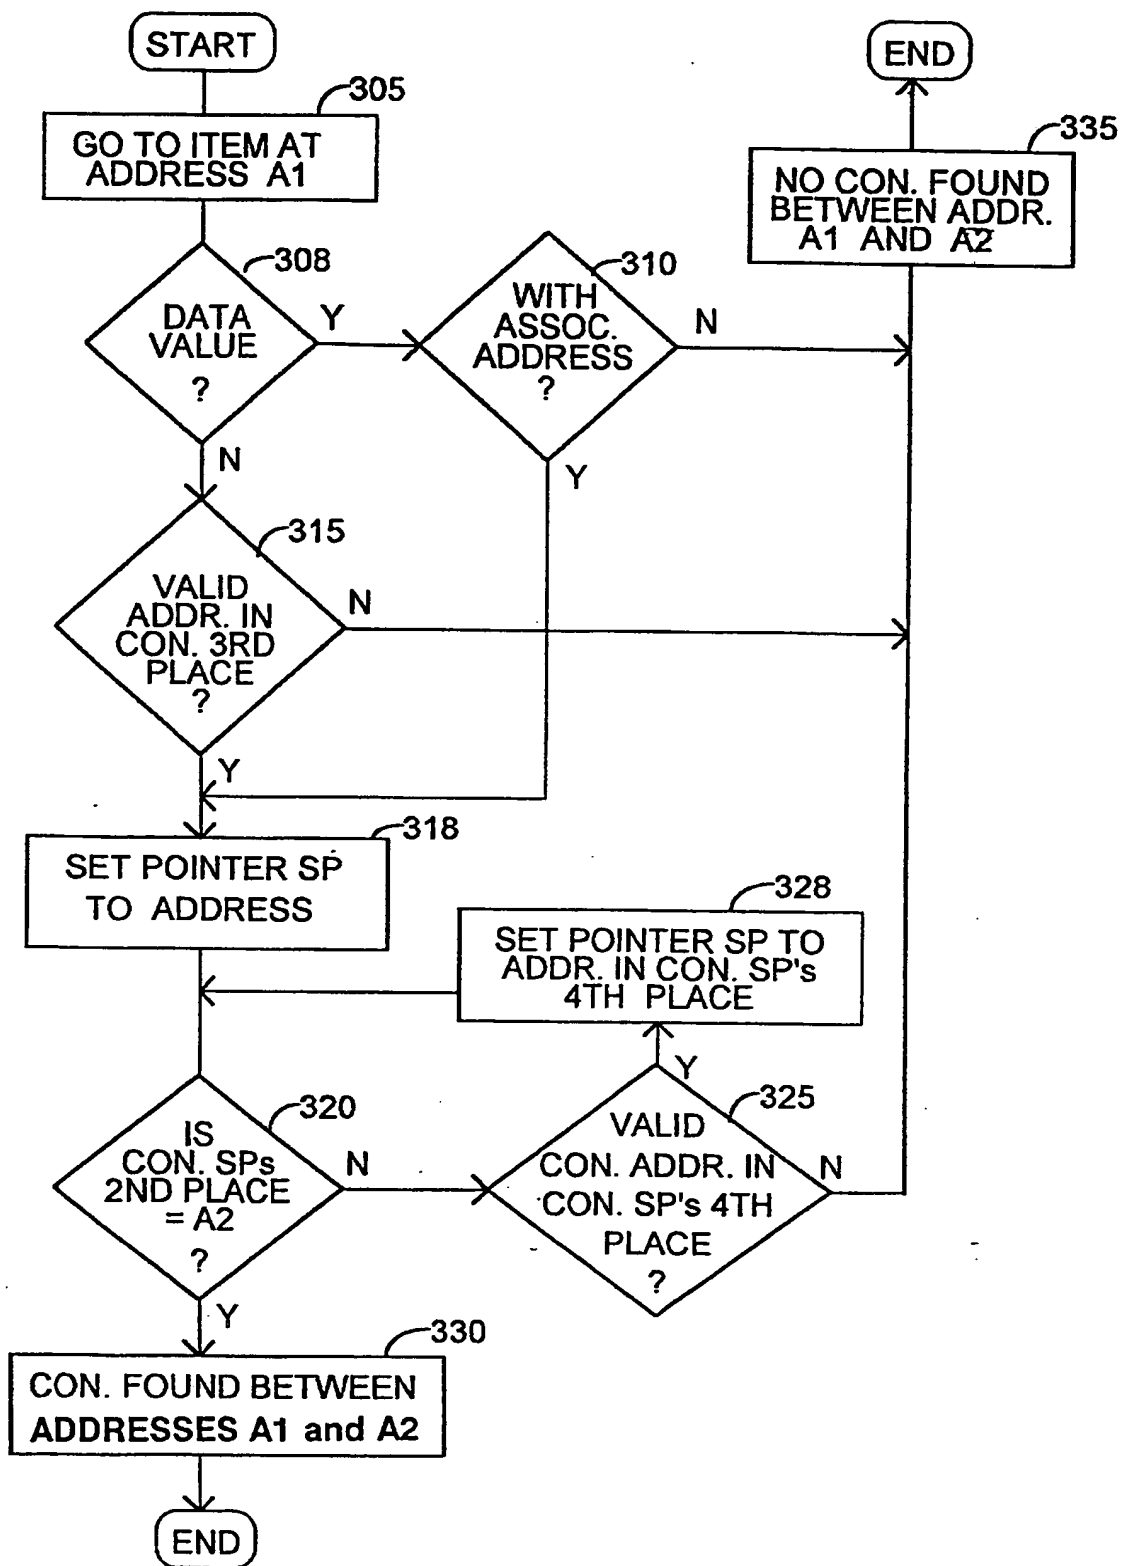 START
305
GO TO ITEM AT
ADDRESS A1
END
335
NO CON. FOUND
BETWEEN ADDR.
A1 AND A2
308
DATA
VALUE
?
Y
N
310
WITH
ASSOC.
ADDRESS
?
N
Y
315
VALID
ADDR. IN
CON. 3RD
PLACE
?
N
Y
318
SET POINTER SP
TO ADDRESS
328
SET POINTER SP TO
ADDR. IN CON. SP's
4TH PLACE
320
IS
CON. SPs
2ND PLACE
= A2
?
N
Y
325
VALID
CON. ADDR. IN
CON. SP's 4TH
PLACE
?
Y
N
330
CON. FOUND BETWEEN
ADDRESSES A1 and A2
END